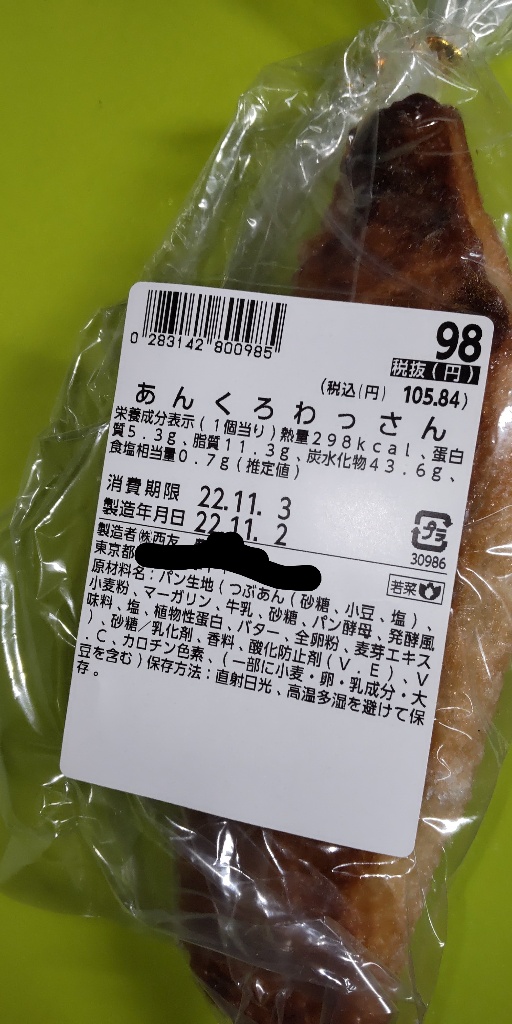 0 283142 800985
98
税抜(円)
(税込(円) 105.84)
あんくろわっさん
栄養成分表示(1個当り)熱量298kcal、蛋白
質5.3g、脂質11.3g、炭水化物43.6g、
食塩相当量0.7g(推定値)
消費期限 22.11. 3
製造年月日 22.11. 2
プラ
30986
製造者㈱西友
東京都
若菜
原材料名:パン生地(つぶあん(砂糖、小豆、塩)、
小麦粉、マーガリン、牛乳、砂糖、パン酵母、発酵風
味料、塩、植物性蛋白、バター、全卵粉、麦芽エキス
)、砂糖/乳化剤、香料、酸化防止剤(V.E)、V
.C、カロチン色素、(一部に小麦・卵・乳成分・大
豆を含む)保存方法:直射日光、高温多湿を避けて保
存。